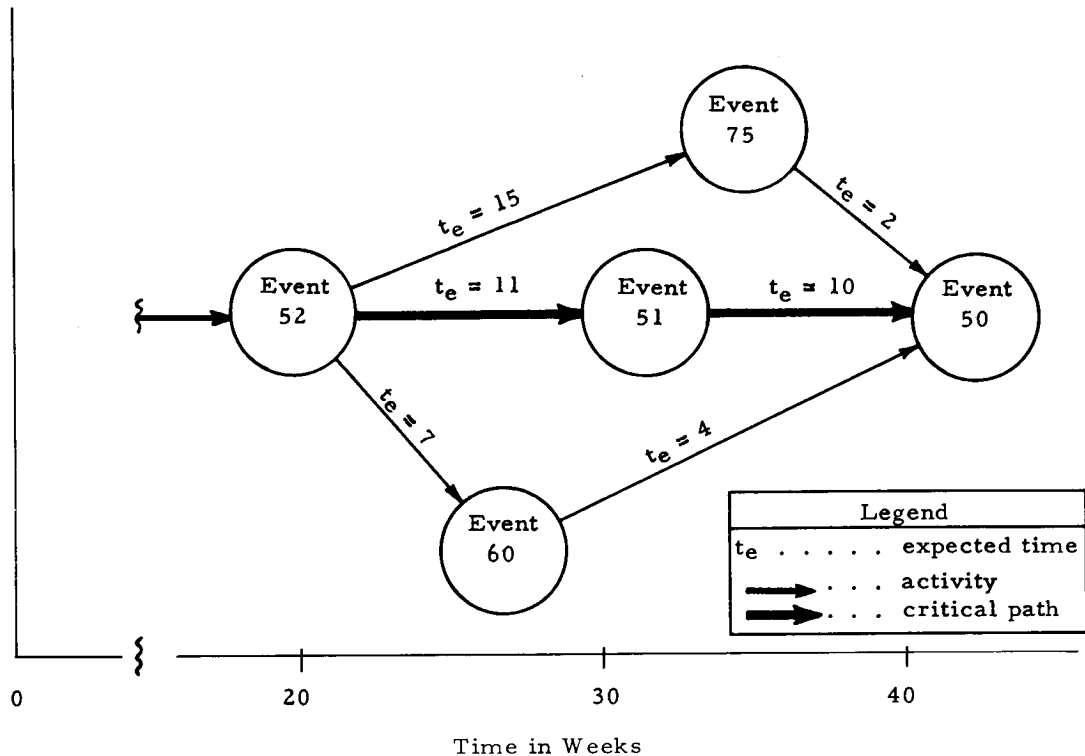 Event
75
t_e = 15
t_e = 2
Event
52
t_e = 11
Event
51
t_e = 10
Event
50
t_e = 7
t_e = 4
Event
60
Legend
t_e . . . . . expected time
. . . activity
. . . critical path
0 20 30 40
Time in Weeks